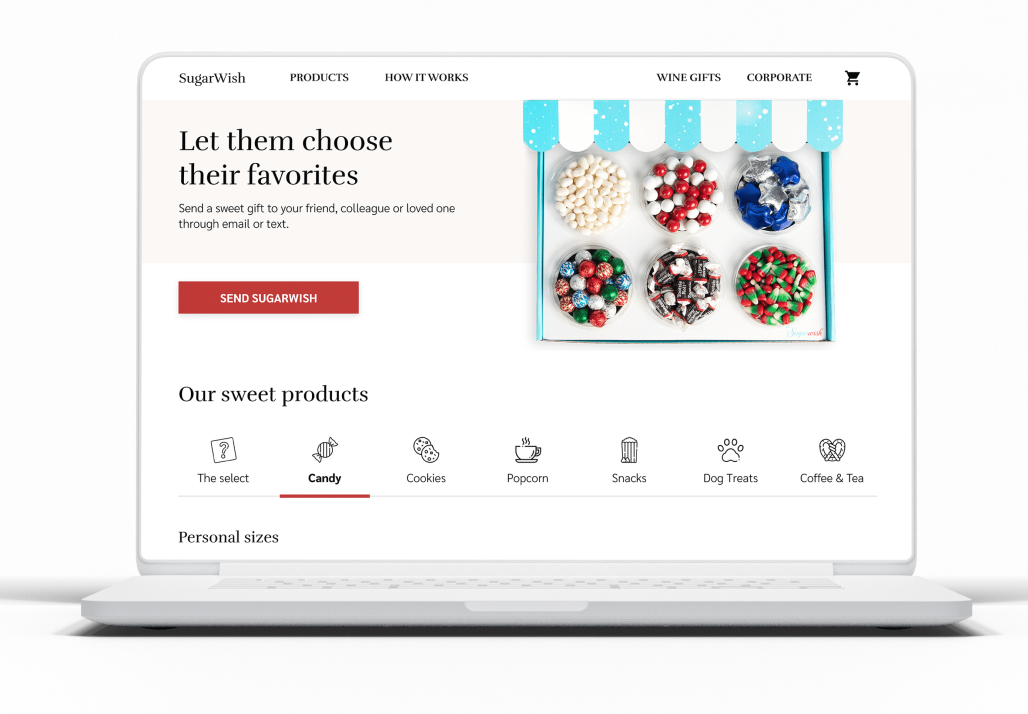 SugarWish
PRODUCTS
HOW IT WORKS
WINE GIFTS
CORPORATE
Let them choose
their favorites
Send a sweet gift to your friend, colleague or loved one
through email or text.
SEND SUGARWISH
Sugarwish
Our sweet products
?
The select
Candy
Cookies
Popcorn
Snacks
Dog Treats
Coffee & Tea
Personal sizes